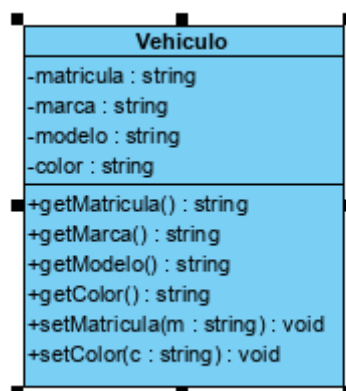 Vehiculo
-matricula : string
-marca : string
-modelo : string
-color : string
+getMatricula() : string
+getMarca() : string
+getModelo() : string
+getColor() : string
+setMatricula(m : string) : void
+setColor(c : string) : void